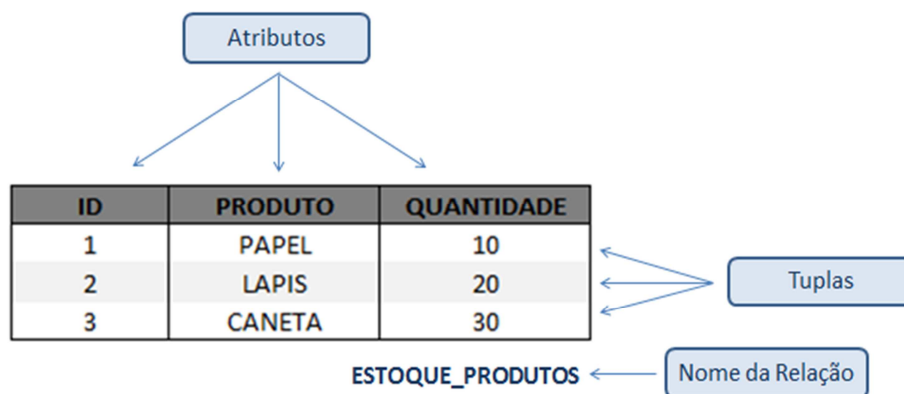 Atributos
ID PRODUTO QUANTIDADE
1 PAPEL 10
2 LAPIS 20
3 CANETA 30
Tuplas
ESTOQUE_PRODUTOS Nome da Relação